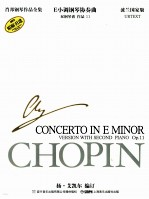 肖邦钢琴作品全集
E小调钢琴协奏曲
双钢琴谱 作品11
波兰国家版
URTEXT
CONCERTO IN E MINOR
VERSION WITH SECOND PIANO Op.11
CHOPIN
杨·艾凯尔 编订